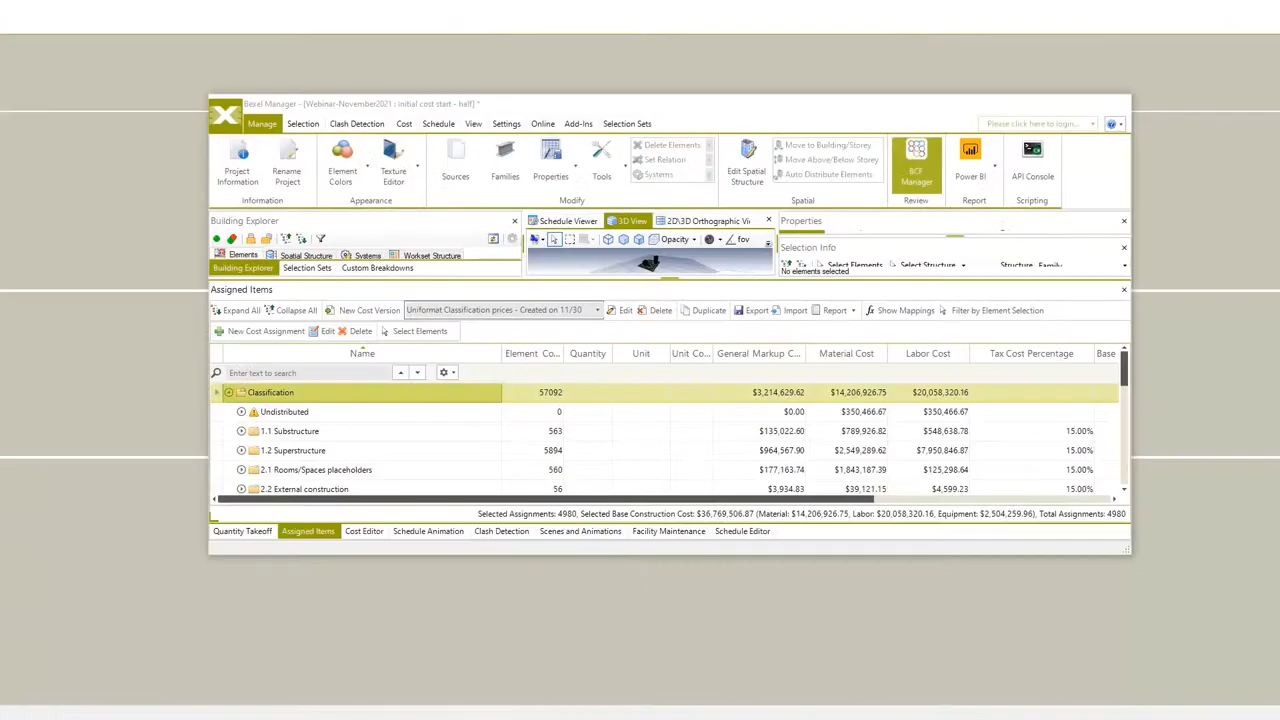 Bexel Manager - [Webinar-November2021 : initial cost start - half] *
Manage Selection Clash Detection Cost Schedule View Settings Online Add-Ins Selection Sets Please click here to login...
Project Information Rename Project Element Colors Texture Editor Sources Families Properties Tools Delete Elements Set Relation Systems Edit Spatial Structure Move to Building/Storey Move Above/Below Storey Auto Distribute Elements BCF Manager Power BI API Console
Information Appearance Modify Spatial Review Report Scripting
Building Explorer Schedule Viewer 3D View 2D\3D Orthographic Vi Properties
Opacity fov
Selection Info
Elements Spatial Structure Systems Workset Structure Select Elements Select Structure Structure Family
Building Explorer Selection Sets Custom Breakdowns No elements selected
Assigned Items
Expand All Collapse All New Cost Version Uniformat Classification prices - Created on 11/30 Edit Delete Duplicate Export Import Report Show Mappings Filter by Element Selection
New Cost Assignment Edit Delete Select Elements
Name Element Co... Quantity Unit Unit Co... General Markup C... Material Cost Labor Cost Tax Cost Percentage Base
Enter text to search
Classification 57092 $3,214,629.62 $14,206,926.75 $20,058,320.16
Undistributed 0 $0.00 $350,466.67 $350,466.67
1.1 Substructure 563 $135,022.60 $789,926.82 $548,638.78 15.00%
1.2 Superstructure 5894 $964,567.90 $2,549,289.62 $7,950,846.87 15.00%
2.1 Rooms/Spaces placeholders 560 $177,163.74 $1,843,187.39 $125,298.64 15.00%
2.2 External construction 56 $3,934.83 $39,121.15 $4,599.23 15.00%
Selected Assignments: 4980, Selected Base Construction Cost: $36,769,506.87 (Material: $14,206,926.75, Labor: $20,058,320.16, Equipment: $2,504,259.96), Total Assignments: 4980
Quantity Takeoff Assigned Items Cost Editor Schedule Animation Clash Detection Scenes and Animations Facility Maintenance Schedule Editor